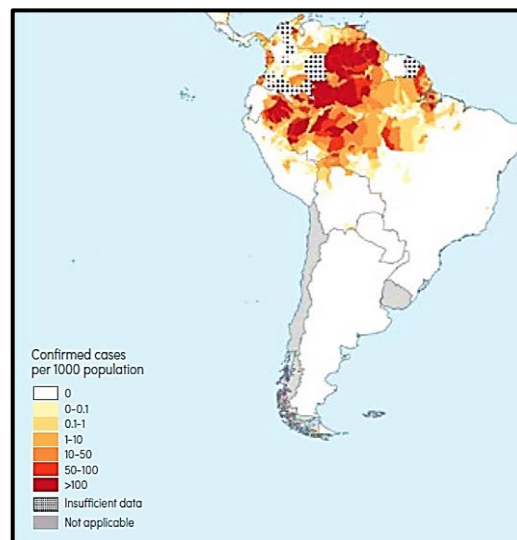 Confirmed cases
per 1000 population
0
0-0.1
0.1-1
1-10
10-50
50-100
>100
Insufficient data
Not applicable